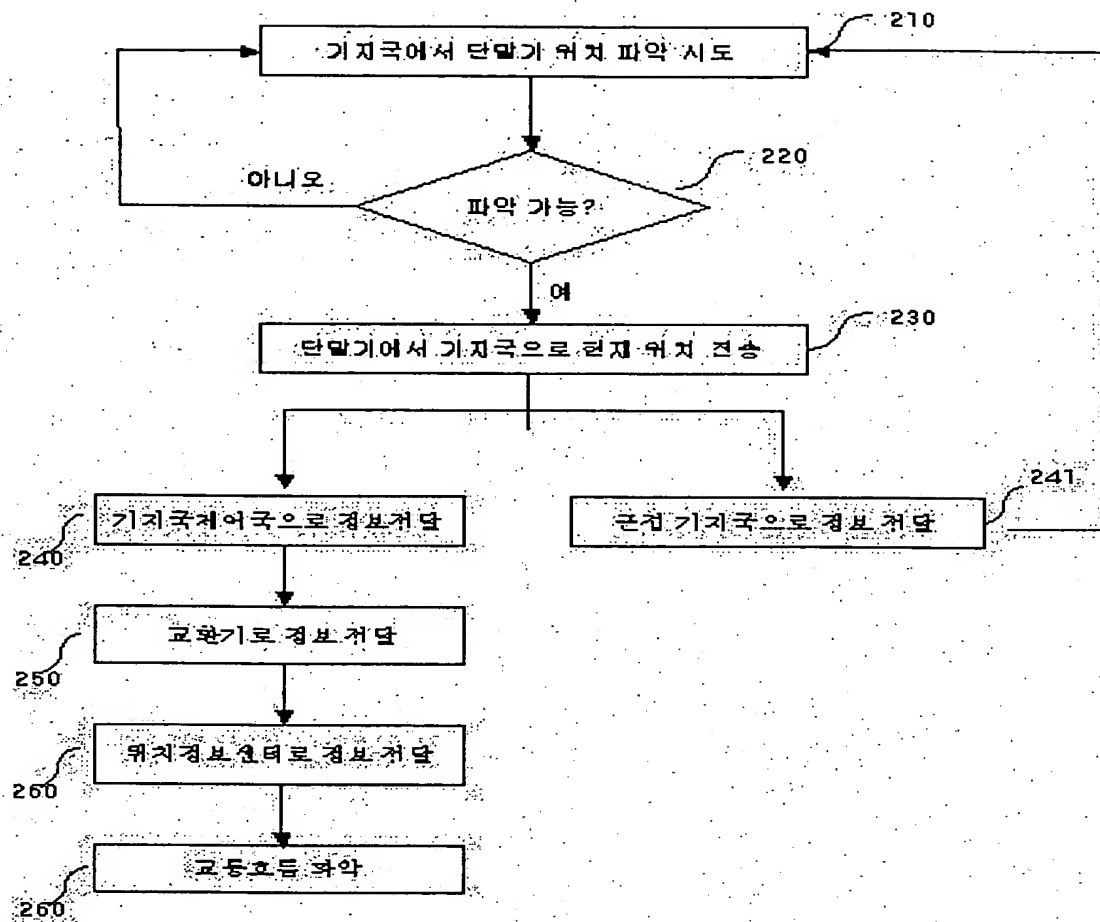 210
기지국에서 단말기 위치 파악 시도
220
아니오
파악 가능?
예
230
단말기에서 기지국으로 현재 위치 전송
241
기지국제어국으로 정보전달
근접 기지국으로 정보 전달
240
교환기로 정보 전달
250
위치정보센터로 정보 전달
260
교통흐름 파악
260